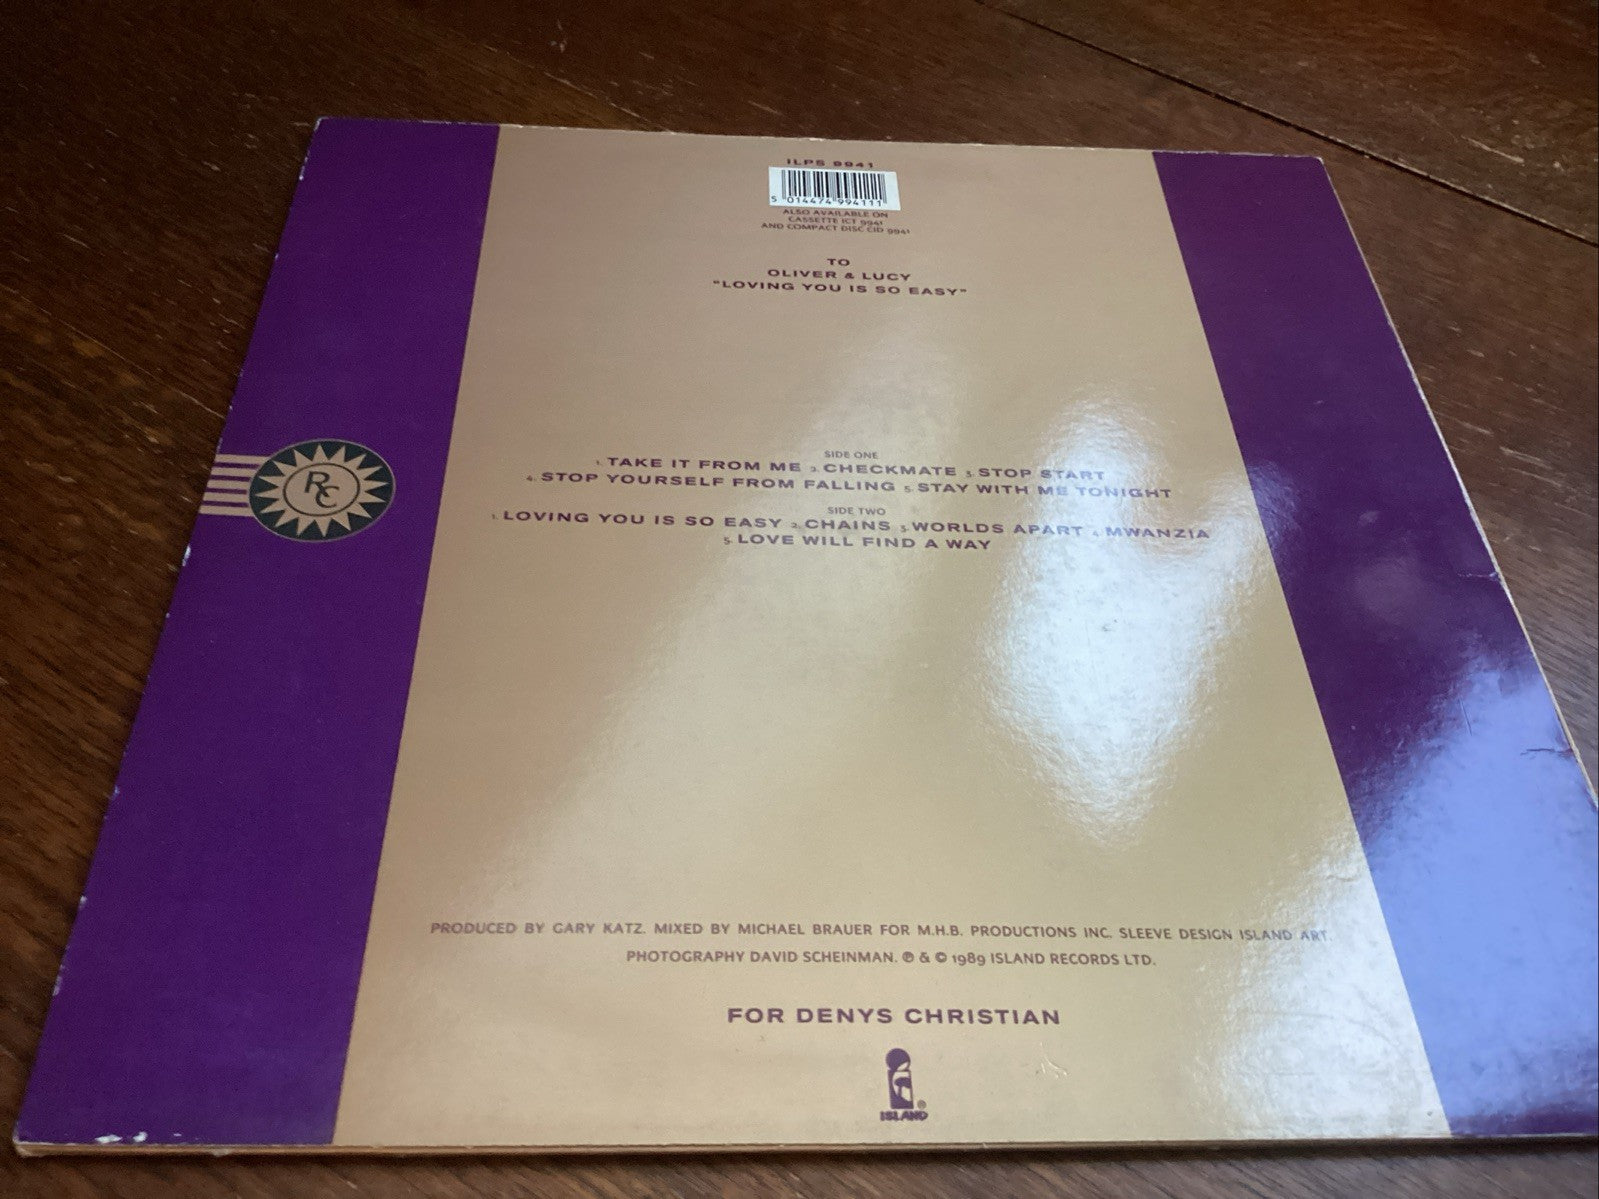 ILPS 9941
5 014474 994111
ALSO AVAILABLE ON
CASSETTE ICT 9941
AND COMPACT DISC CID 9941
TO
OLIVER & LUCY
"LOVING YOU IS SO EASY"
RC
SIDE ONE
1. TAKE IT FROM ME 2. CHECKMATE 3. STOP START
4. STOP YOURSELF FROM FALLING 5. STAY WITH ME TONIGHT
SIDE TWO
1. LOVING YOU IS SO EASY 2. CHAINS 3. WORLDS APART 4. MWANZIA
5. LOVE WILL FIND A WAY
PRODUCED BY GARY KATZ. MIXED BY MICHAEL BRAUER FOR M.H.B. PRODUCTIONS INC. SLEEVE DESIGN ISLAND ART.
PHOTOGRAPHY DAVID SCHEINMAN. ℗ & © 1989 ISLAND RECORDS LTD.
FOR DENYS CHRISTIAN
ISLAND ®